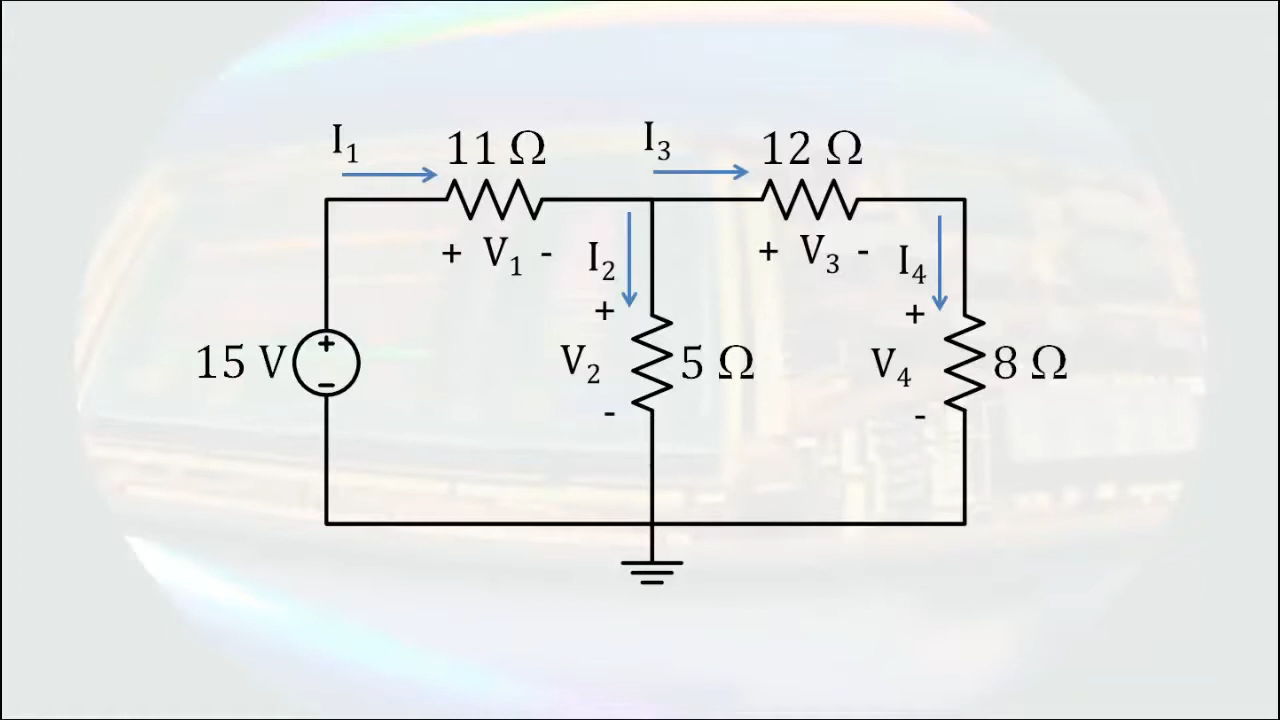 I₁ 11 Ω I₃ 12 Ω
+ V₁ - I₂ + V₃ - I₄
+ +
15 V + - V₂ 5 Ω V₄ 8 Ω
- -